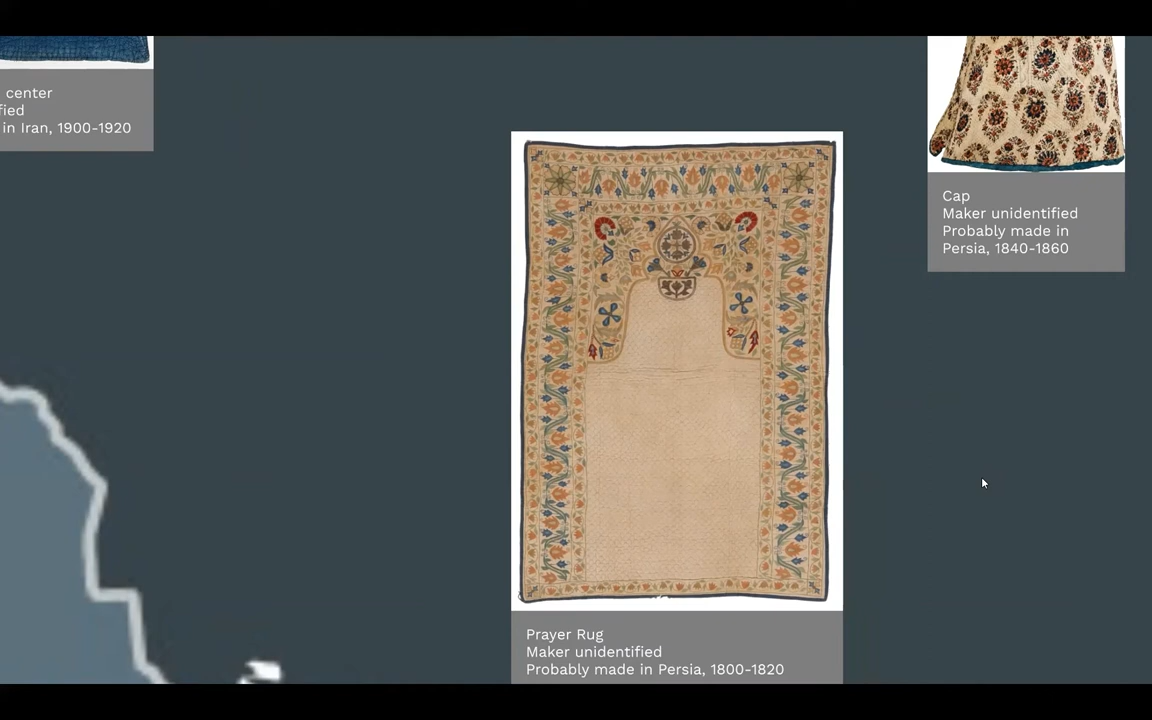 center
fied
in Iran, 1900-1920
Cap
Maker unidentified
Probably made in
Persia, 1840-1860
Prayer Rug
Maker unidentified
Probably made in Persia, 1800-1820